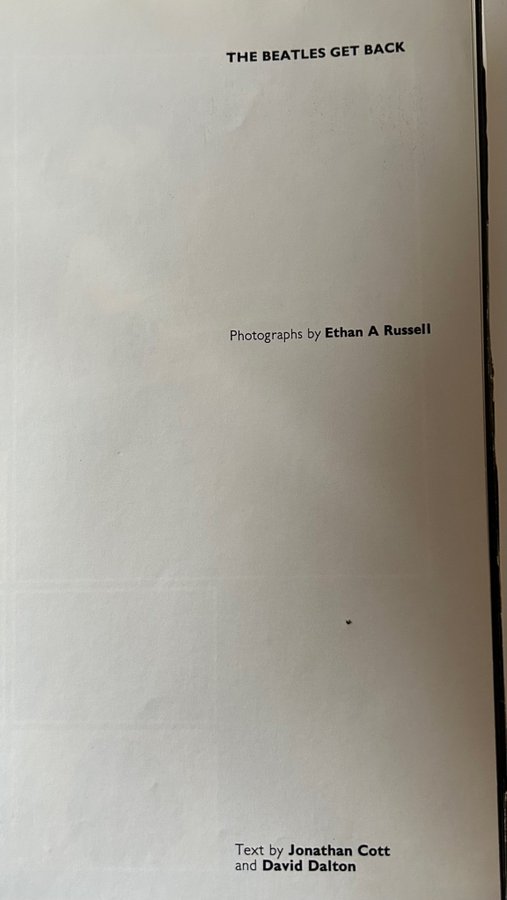 THE BEATLES GET BACK
Photographs by Ethan A Russell
Text by Jonathan Cott
and David Dalton